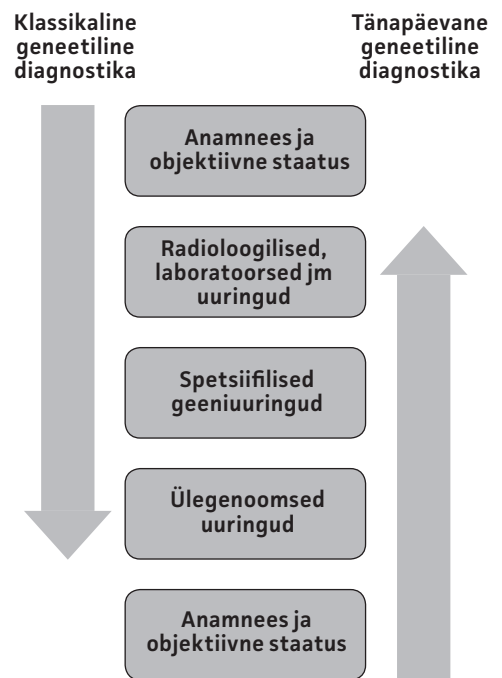 Klassikaline
geneetiline
diagnostika
Tänapäevane
geneetiline
diagnostika
Anamnees ja
objektiivne staatus
Radioloogilised,
laboratoorsed jm
uuringud
Spetsiifilised
geeniuuringud
Ülegenoomsed
uuringud
Anamnees ja
objektiivne staatus